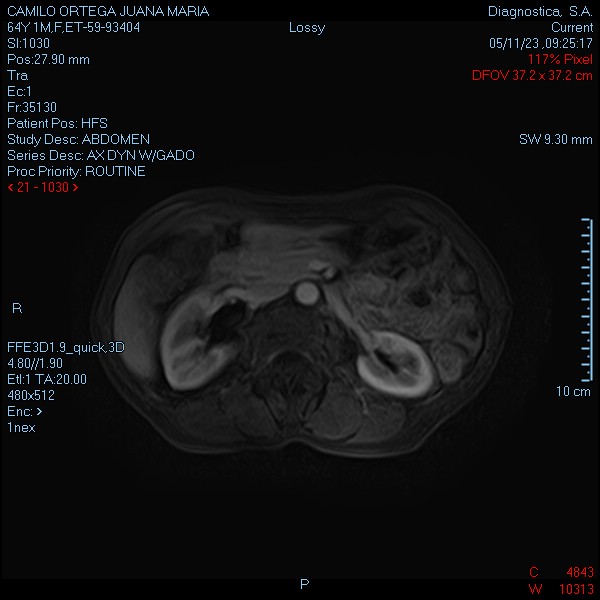 CAMILO ORTEGA JUANA MARIA
64Y 1M,F,ET-59-93404
SI:1030
Pos:27.90 mm
Tra
Ec:1
Fr:35130
Patient Pos: HFS
Study Desc: ABDOMEN
Series Desc: AX DYN W/GADO
Proc Priority: ROUTINE
< 21 - 1030 >
Lossy
Diagnostica, S.A.
Current
05/11/23 ,09:25:17
117% Pixel
DFOV 37.2 x 37.2 cm
SW 9.30 mm
R
FFE3D1.9_quick,3D
4.80//1.90
Etl:1 TA:20.00
480x512
Enc: >
1nex
10 cm
P
C 4843
W 10313